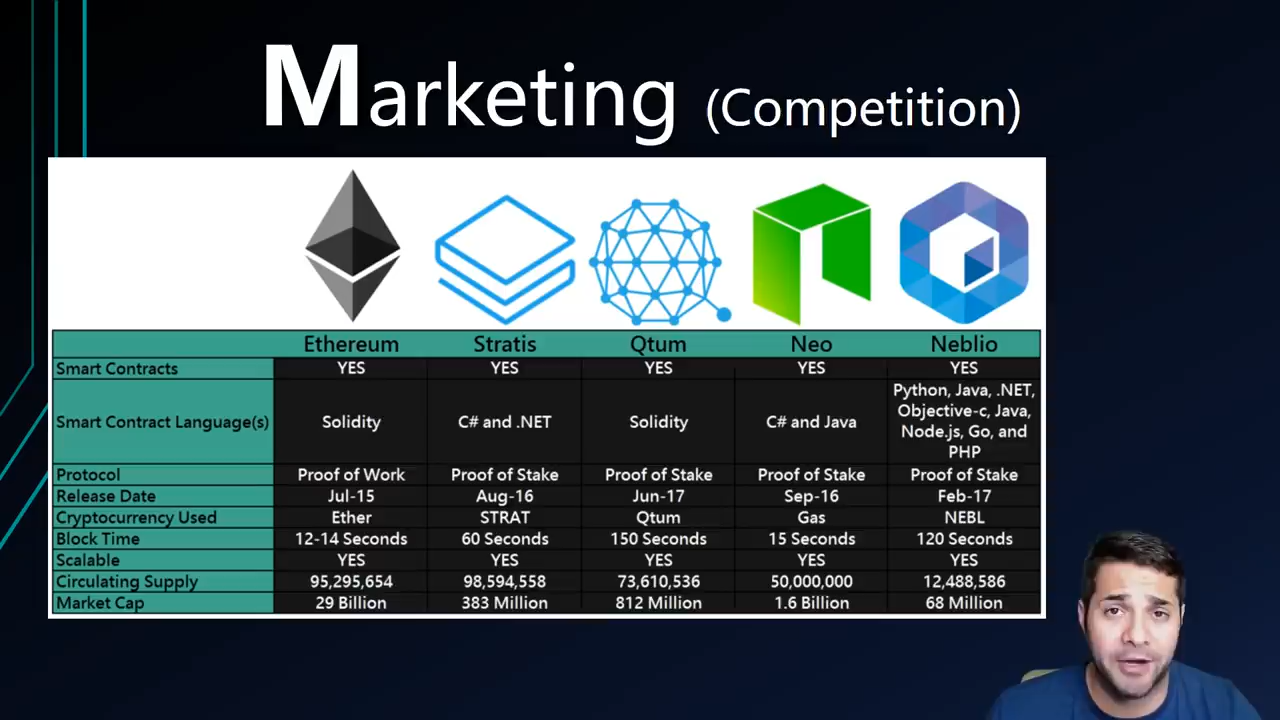 Marketing (Competition)
Ethereum Stratis Qtum Neo Neblio
Smart Contracts YES YES YES YES YES
Smart Contract Language(s) Solidity C# and .NET Solidity C# and Java Python, Java, .NET,
Objective-c, Java,
Node.js, Go, and
PHP
Protocol Proof of Work Proof of Stake Proof of Stake Proof of Stake Proof of Stake
Release Date Jul-15 Aug-16 Jun-17 Sep-16 Feb-17
Cryptocurrency Used Ether STRAT Qtum Gas NEBL
Block Time 12-14 Seconds 60 Seconds 150 Seconds 15 Seconds 120 Seconds
Scalable YES YES YES YES YES
Circulating Supply 95,295,654 98,594,558 73,610,536 50,000,000 12,488,586
Market Cap 29 Billion 383 Million 812 Million 1.6 Billion 68 Million